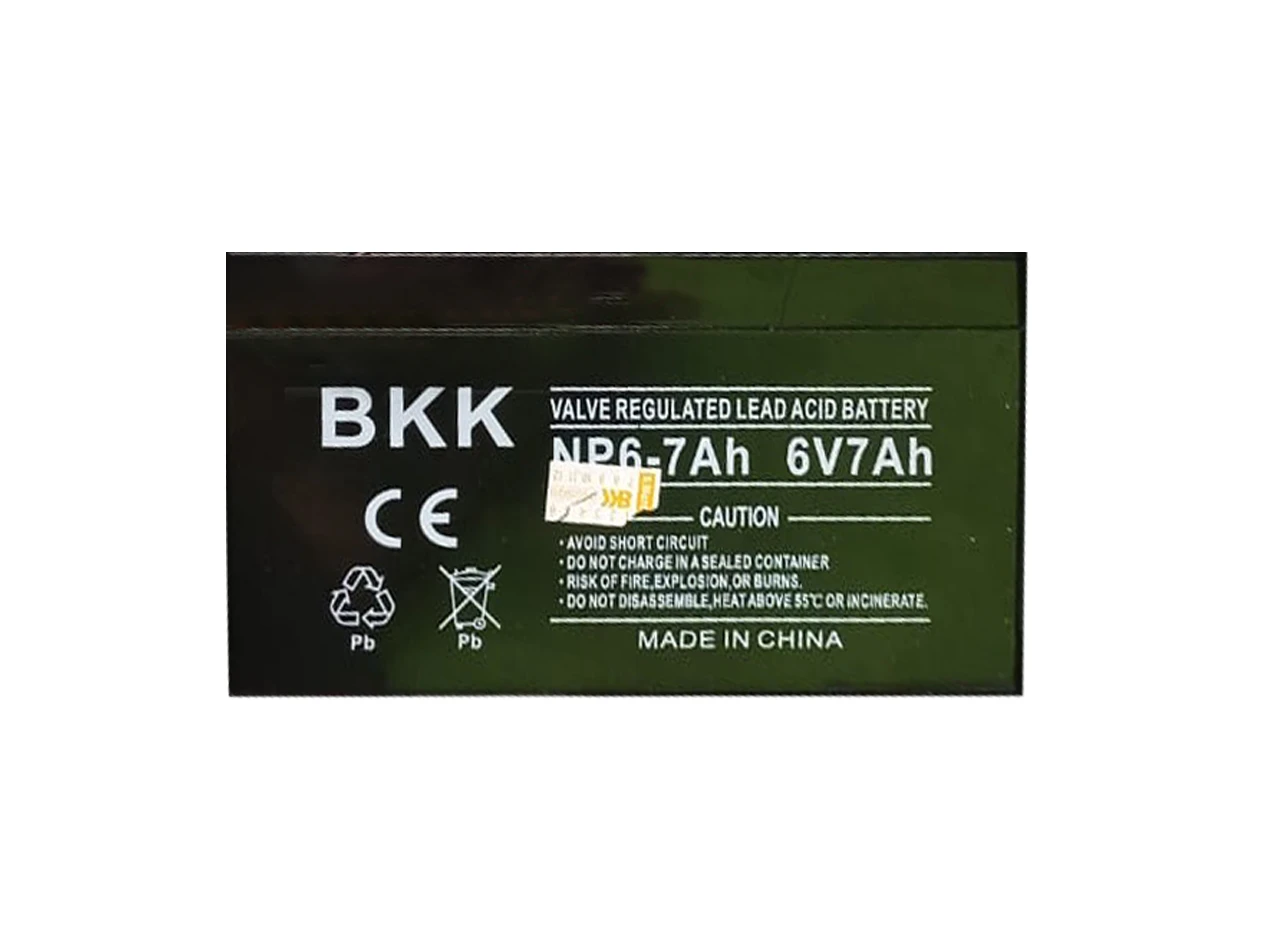 BKK
VALVE REGULATED LEAD ACID BATTERY
NP6-7Ah 6V7Ah
CE
CAUTION
• AVOID SHORT CIRCUIT
• DO NOT CHARGE IN A SEALED CONTAINER
• RISK OF FIRE,EXPLOSION,OR BURNS.
• DO NOT DISASSEMBLE,HEAT ABOVE 55℃ OR INCINERATE.
Pb
Pb
MADE IN CHINA